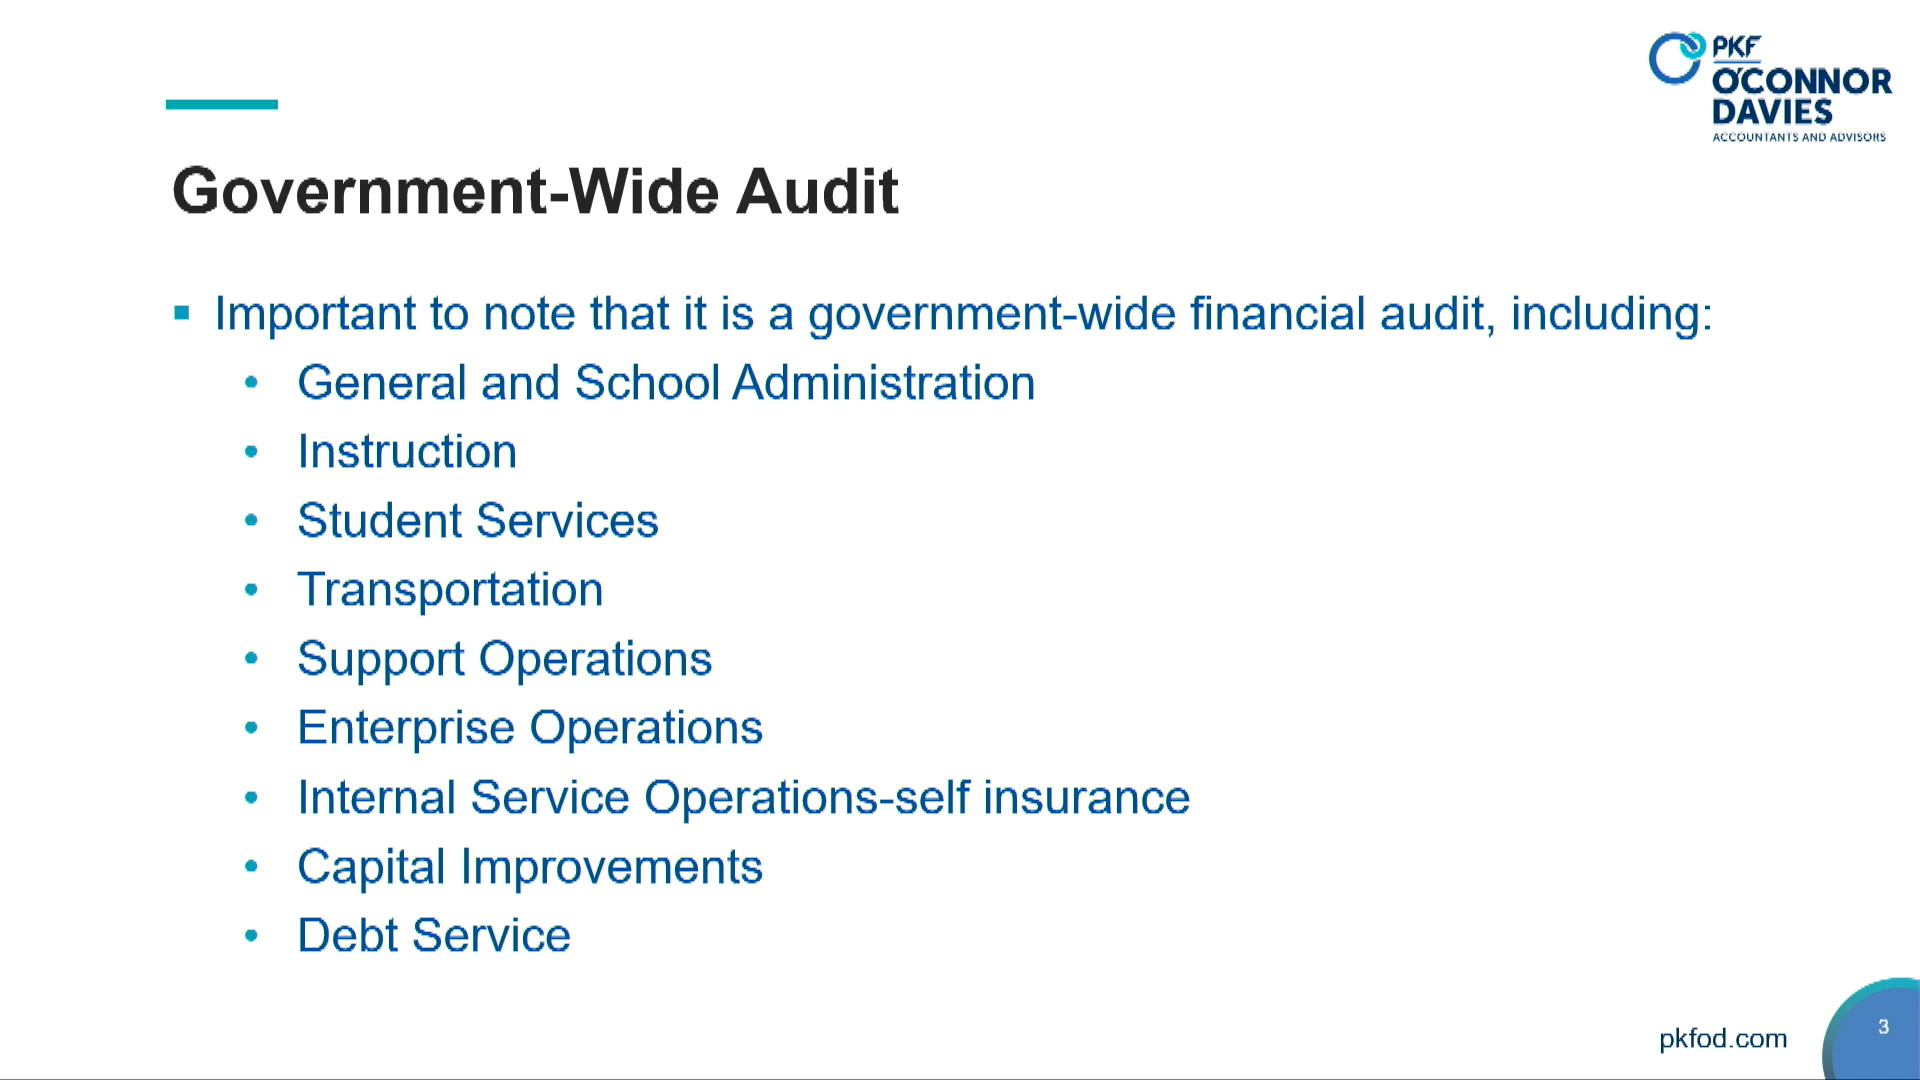 PKF
O'CONNOR
DAVIES
ACCOUNTANTS AND ADVISORS
Government-Wide Audit
▪ Important to note that it is a government-wide financial audit, including:
• General and School Administration
• Instruction
• Student Services
• Transportation
• Support Operations
• Enterprise Operations
• Internal Service Operations-self insurance
• Capital Improvements
• Debt Service
pkfod.com
3